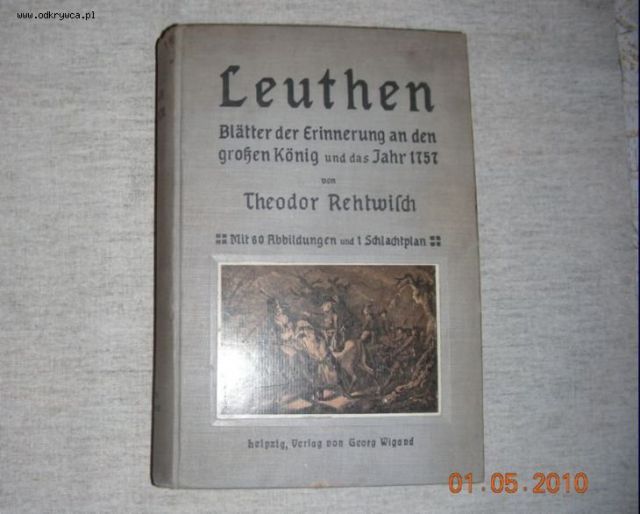 www.odkrywca.pl
Leuthen
Blätter der Erinnerung an den
großen König und das Jahr 1757
von
Theodor Rehtwisch
Mit 60 Abbildungen und 1 Schlachtplan
Leipzig, Verlag von Georg Wigand
01.05.2010